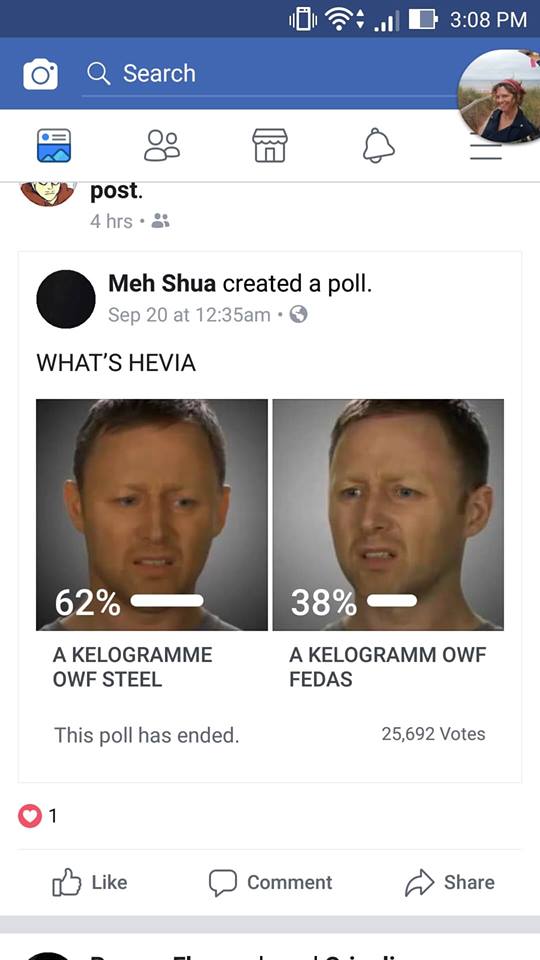 3:08 PM
Search
post.
4 hrs •
Meh Shua created a poll.
Sep 20 at 12:35am •
WHAT'S HEVIA
62%
38%
A KELOGRAMME
OWF STEEL
A KELOGRAMM OWF
FEDAS
This poll has ended.
25,692 Votes
1
Like
Comment
Share